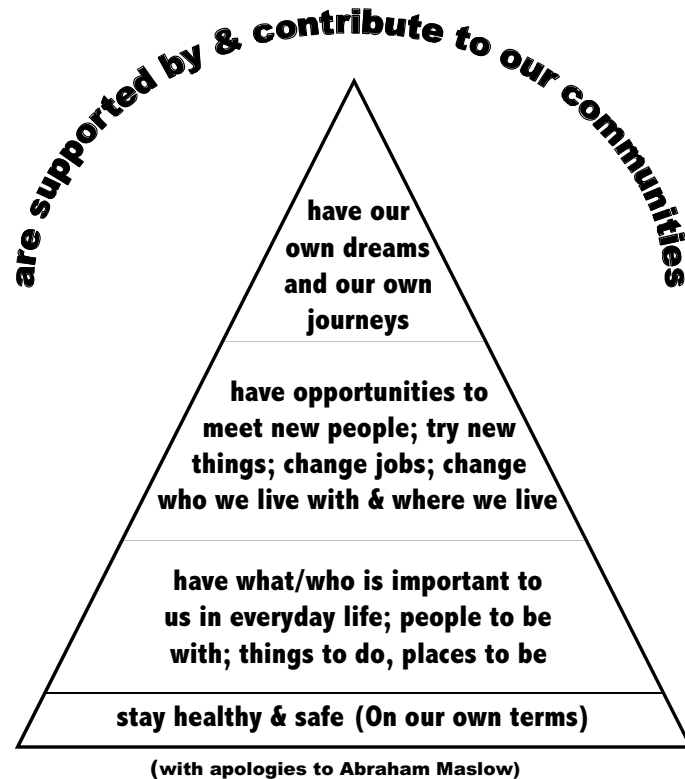 are supported by & contribute to our communities
have our
own dreams
and our own
journeys
have opportunities to
meet new people; try new
things; change jobs; change
who we live with & where we live
have what/who is important to
us in everyday life; people to be
with; things to do, places to be
stay healthy & safe (On our own terms)
(with apologies to Abraham Maslow)